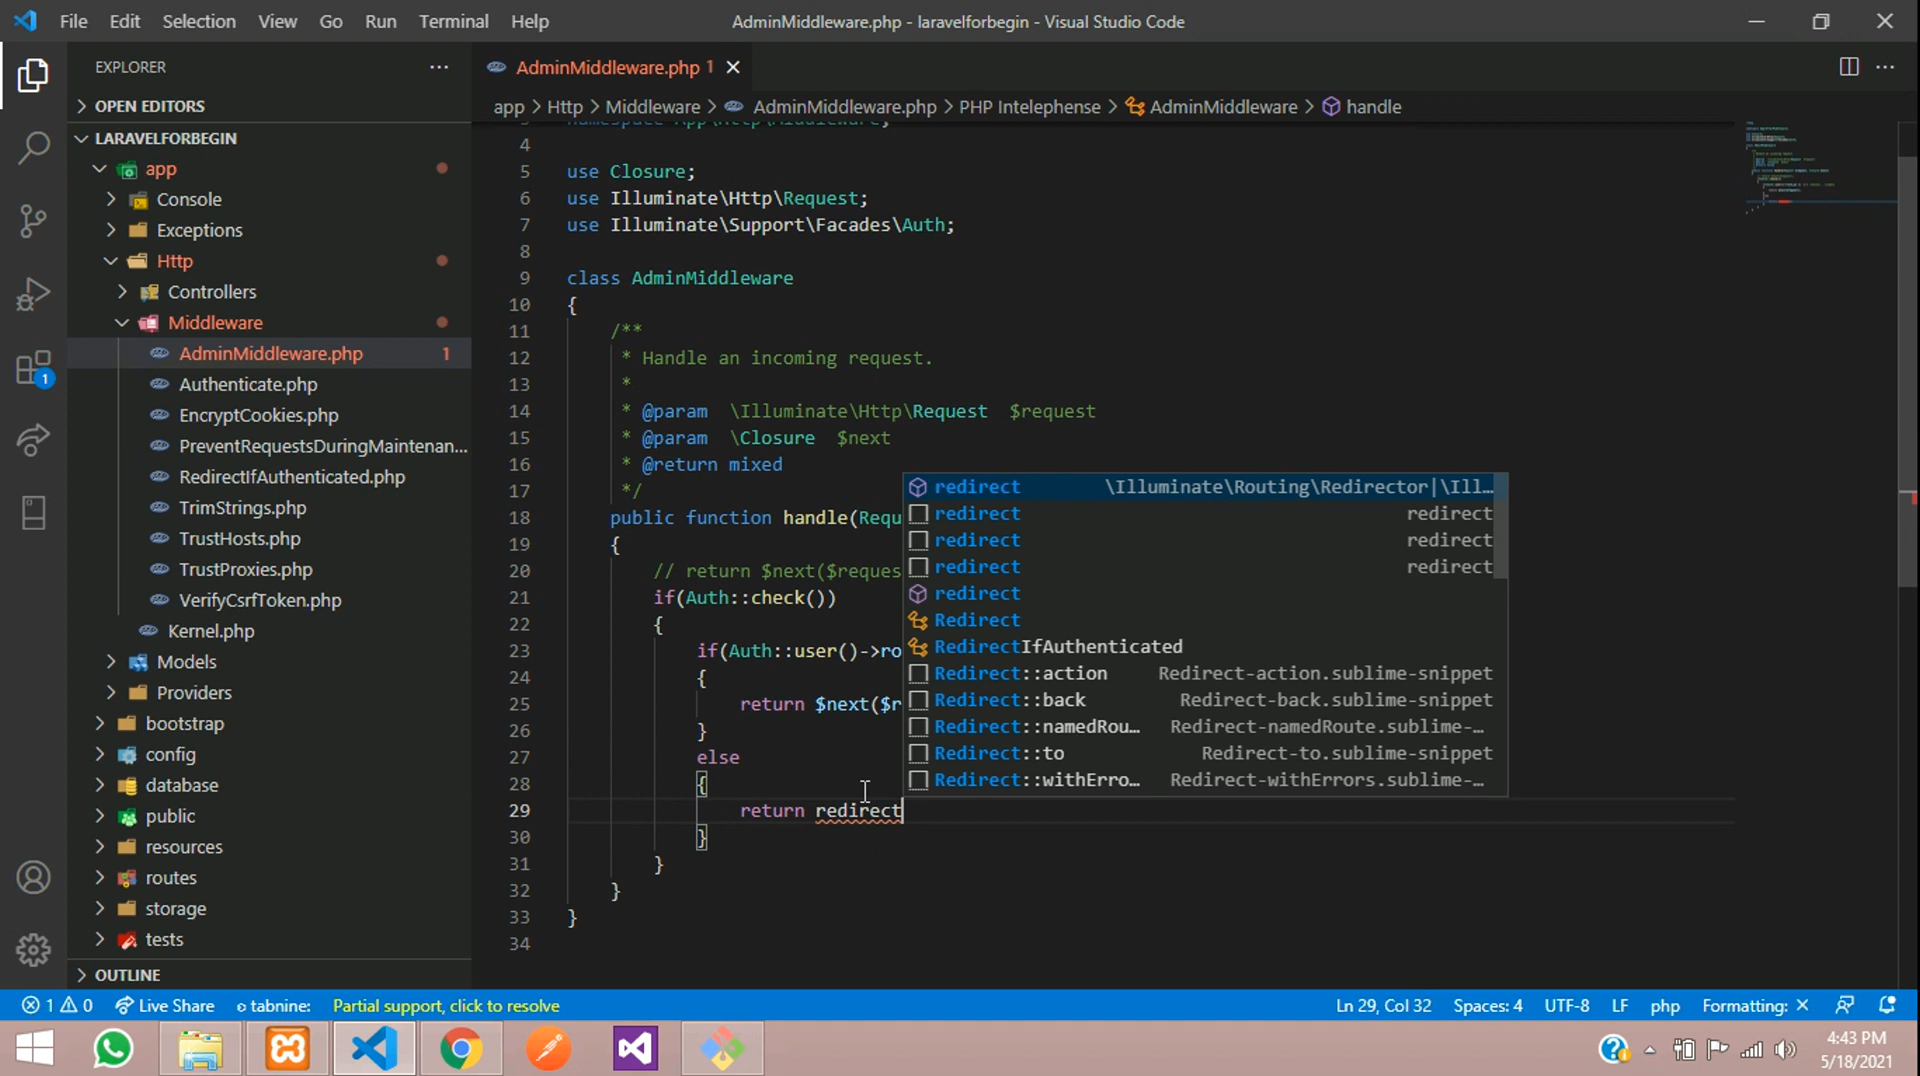 File Edit Selection View Go Run Terminal Help
AdminMiddleware.php - laravelforbegin - Visual Studio Code
EXPLORER
OPEN EDITORS
LARAVELFORBEGIN
app
Console
Exceptions
Http
Controllers
Middleware
AdminMiddleware.php 1
Authenticate.php
EncryptCookies.php
PreventRequestsDuringMaintenan...
RedirectIfAuthenticated.php
TrimStrings.php
TrustHosts.php
TrustProxies.php
VerifyCsrfToken.php
Kernel.php
Models
Providers
bootstrap
config
database
public
resources
routes
storage
tests
OUTLINE
AdminMiddleware.php 1
app > Http > Middleware > AdminMiddleware.php > PHP Intelephense > AdminMiddleware > handle
3 namespace App\Http\Middleware;
4
5 use Closure;
6 use Illuminate\Http\Request;
7 use Illuminate\Support\Facades\Auth;
8
9 class AdminMiddleware
10 {
11 /**
12 * Handle an incoming request.
13 *
14 * @param \Illuminate\Http\Request $request
15 * @param \Closure $next
16 * @return mixed
17 */
18 public function handle(Requ
19 {
20 // return $next($reques
21 if(Auth::check())
22 {
23 if(Auth::user()->ro
24 {
25 return $next($r
26 }
27 else
28 {
29 return redirect
30 }
31 }
32 }
33 }
34
redirect \Illuminate\Routing\Redirector|\Ill...
redirect redirect
redirect redirect
redirect redirect
redirect
Redirect
RedirectIfAuthenticated
Redirect::action Redirect-action.sublime-snippet
Redirect::back Redirect-back.sublime-snippet
Redirect::namedRou… Redirect-namedRoute.sublime-…
Redirect::to Redirect-to.sublime-snippet
Redirect::withErro… Redirect-withErrors.sublime-…
1 0 Live Share tabnine: Partial support, click to resolve
Ln 29, Col 32 Spaces: 4 UTF-8 LF php Formatting: ×
1
4:43 PM
5/18/2021